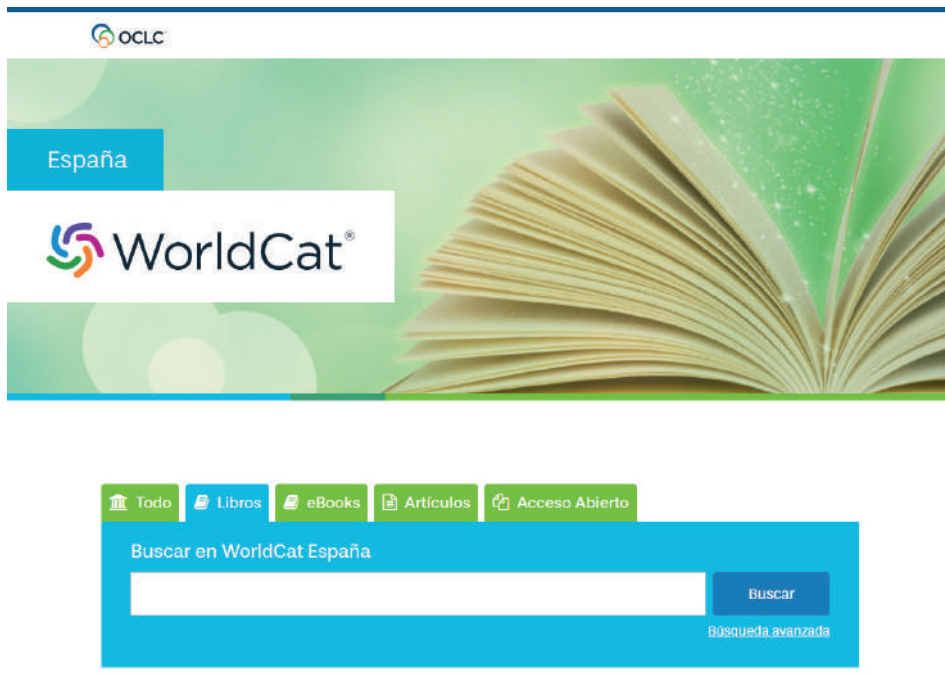 OCLC
España
WorldCat®
Todo Libros eBooks Artículos Acceso Abierto
Buscar en WorldCat España
Buscar
Búsqueda avanzada